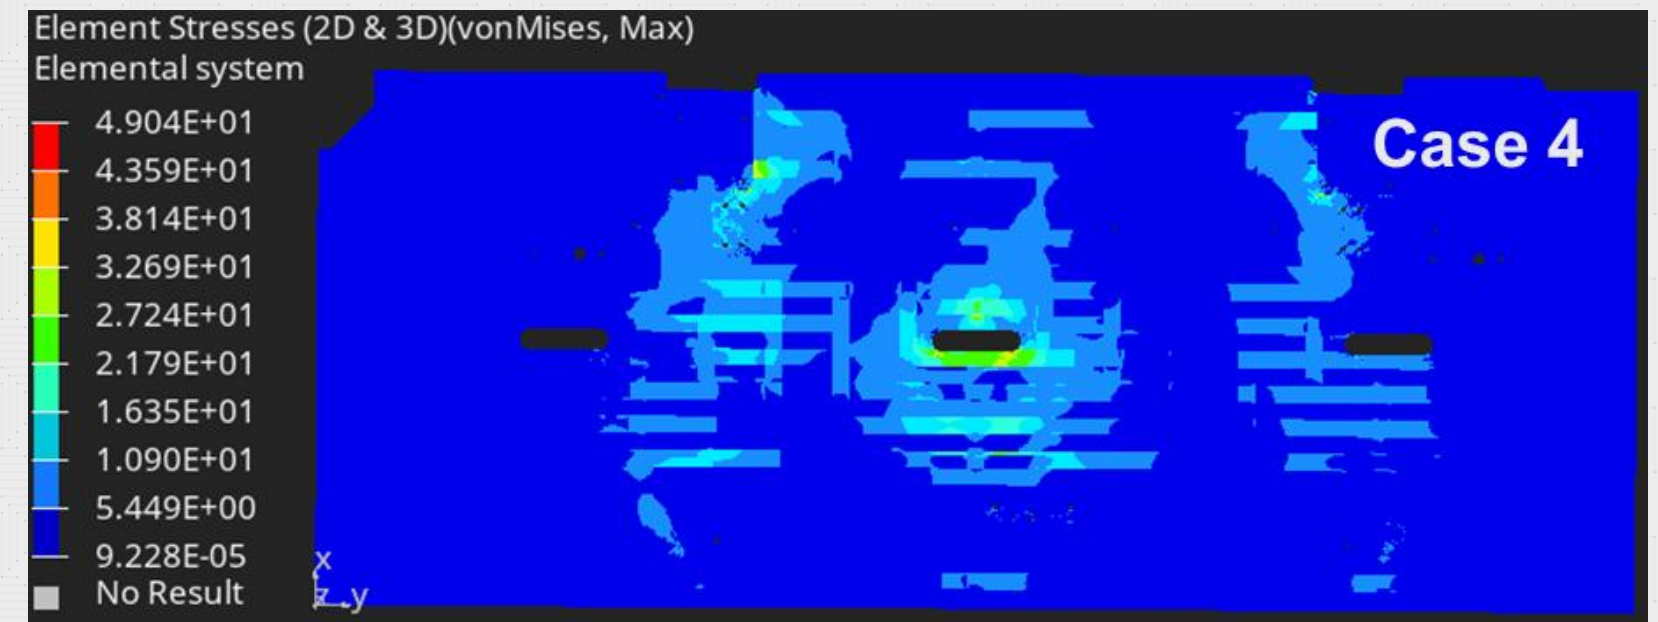 Element Stresses (2D & 3D)(vonMises, Max)
Elemental system
4.904E+01
4.359E+01
3.814E+01
3.269E+01
2.724E+01
2.179E+01
1.635E+01
1.090E+01
5.449E+00
9.228E-05
No Result
Case 4
x
z y